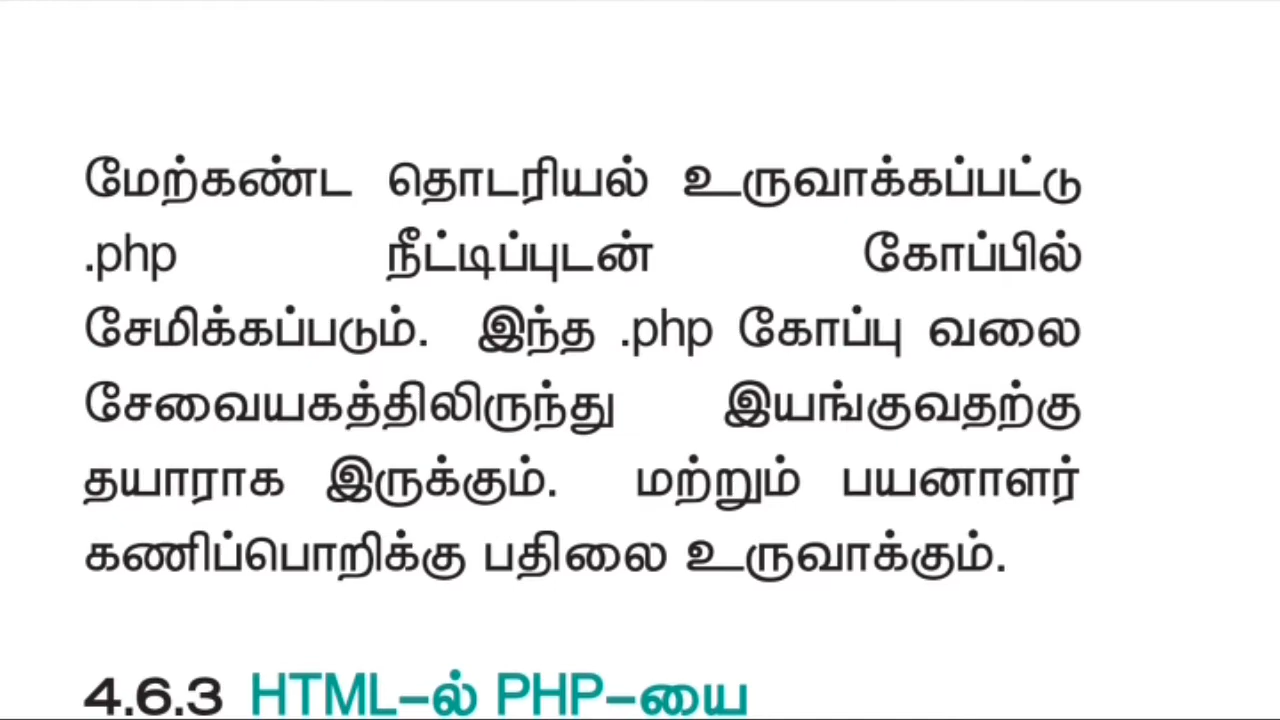 மேற்கண்ட தொடரியல் உருவாக்கப்பட்டு
.php நீட்டிப்புடன் கோப்பில்
சேமிக்கப்படும். இந்த .php கோப்பு வலை
சேவையகத்திலிருந்து இயங்குவதற்கு
தயாராக இருக்கும். மற்றும் பயனாளர்
கணிப்பொறிக்கு பதிலை உருவாக்கும்.
4.6.3 HTML-ல் PHP-யை